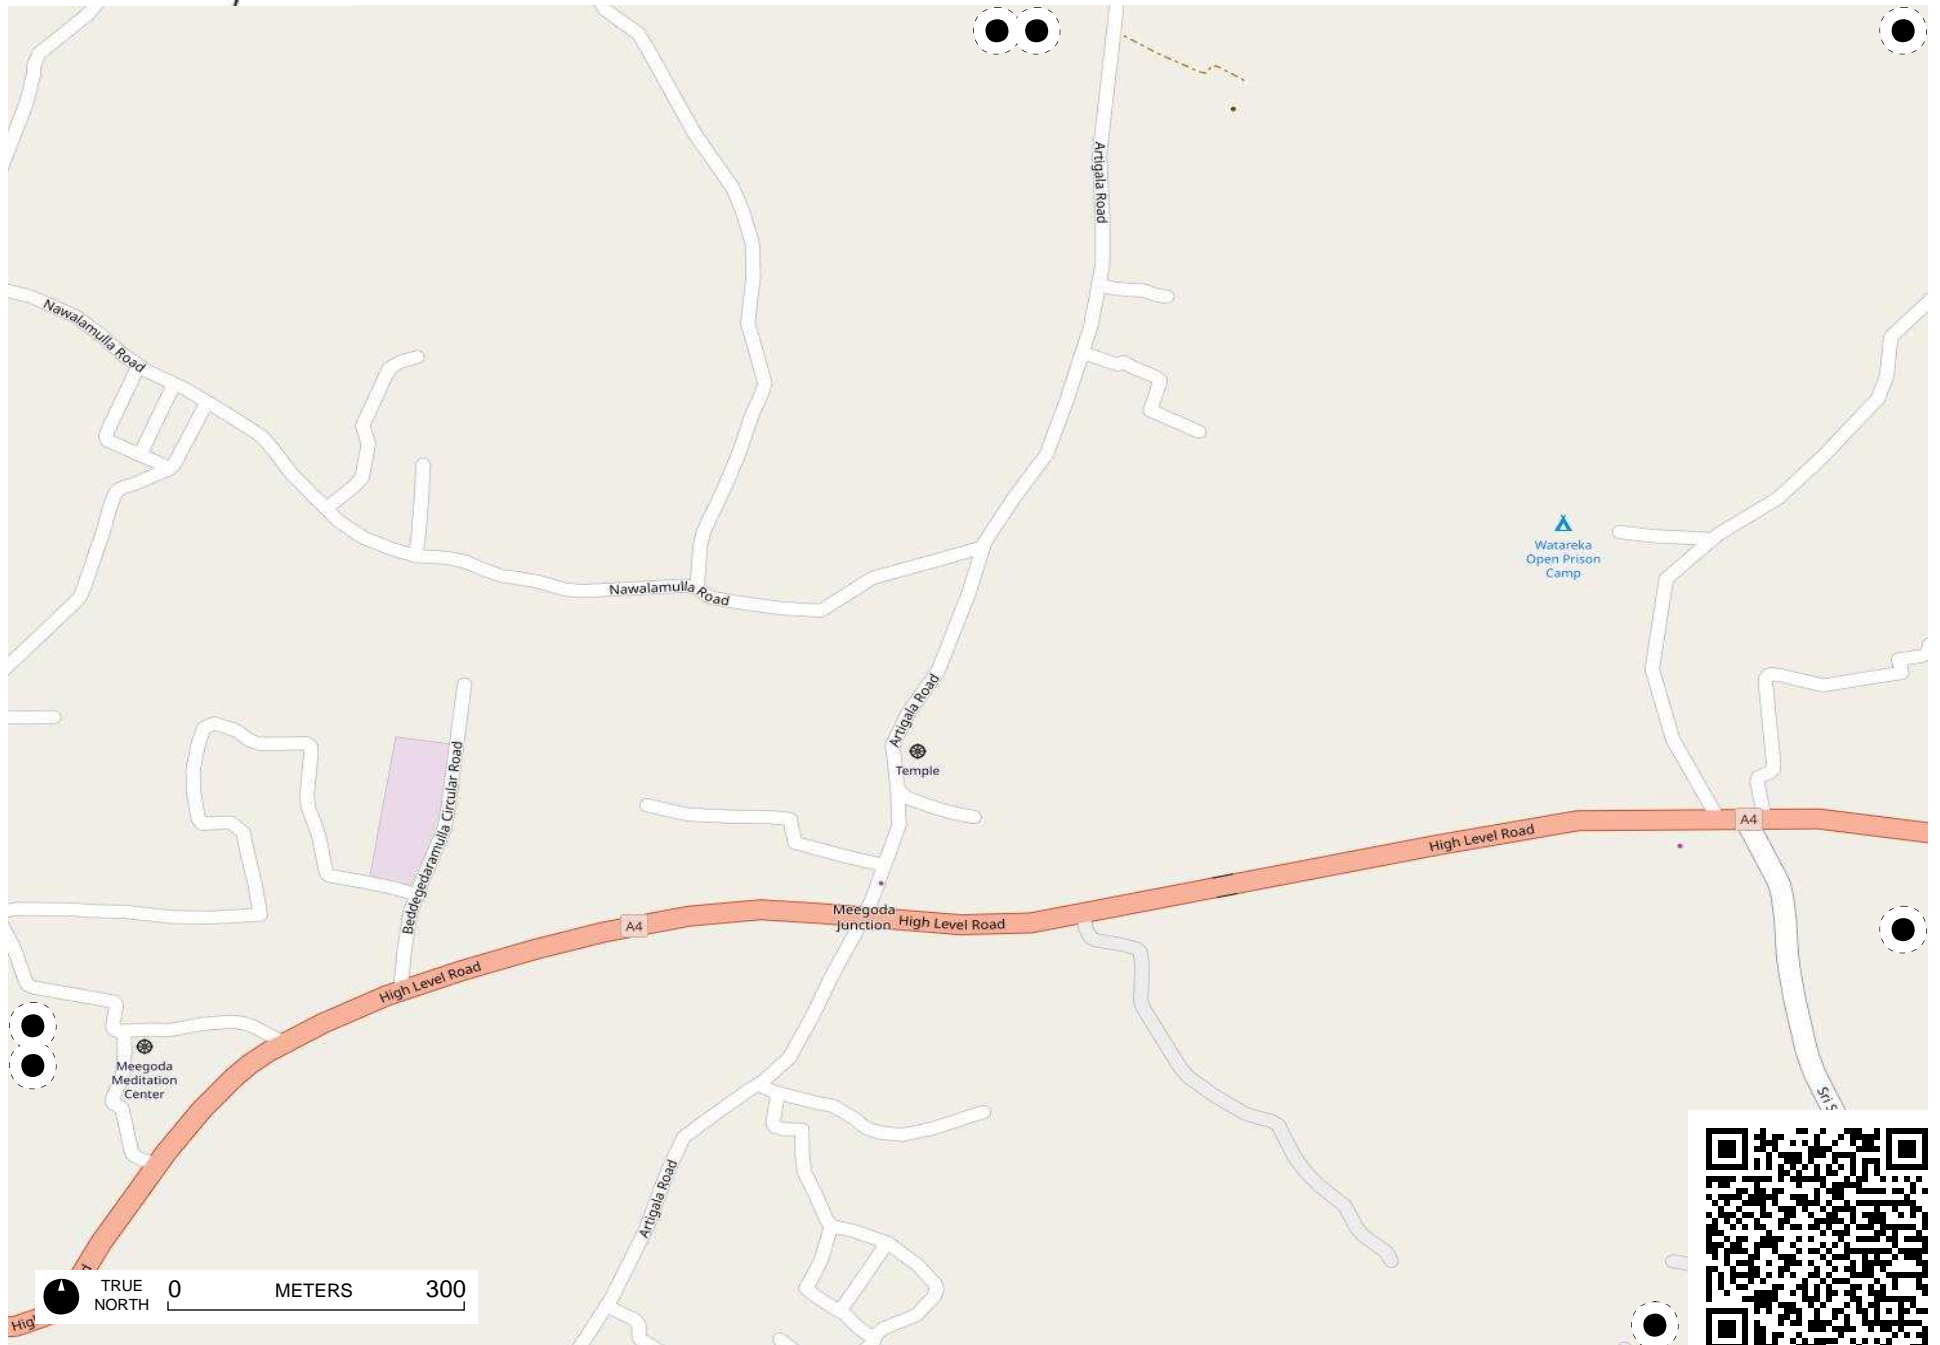 Artigala Road
Nawalamulla Road
Watareka
Open Prison
Camp
Nawalamulla Road
Artigala Road
Temple
Beddegedaramulla Circular Road
A4
High Level Road
Meegoda
Junction
High Level Road
A4
High Level Road
Meegoda
Meditation
Center
Sri S
Artigala Road
TRUE
NORTH
0
METERS
300
High